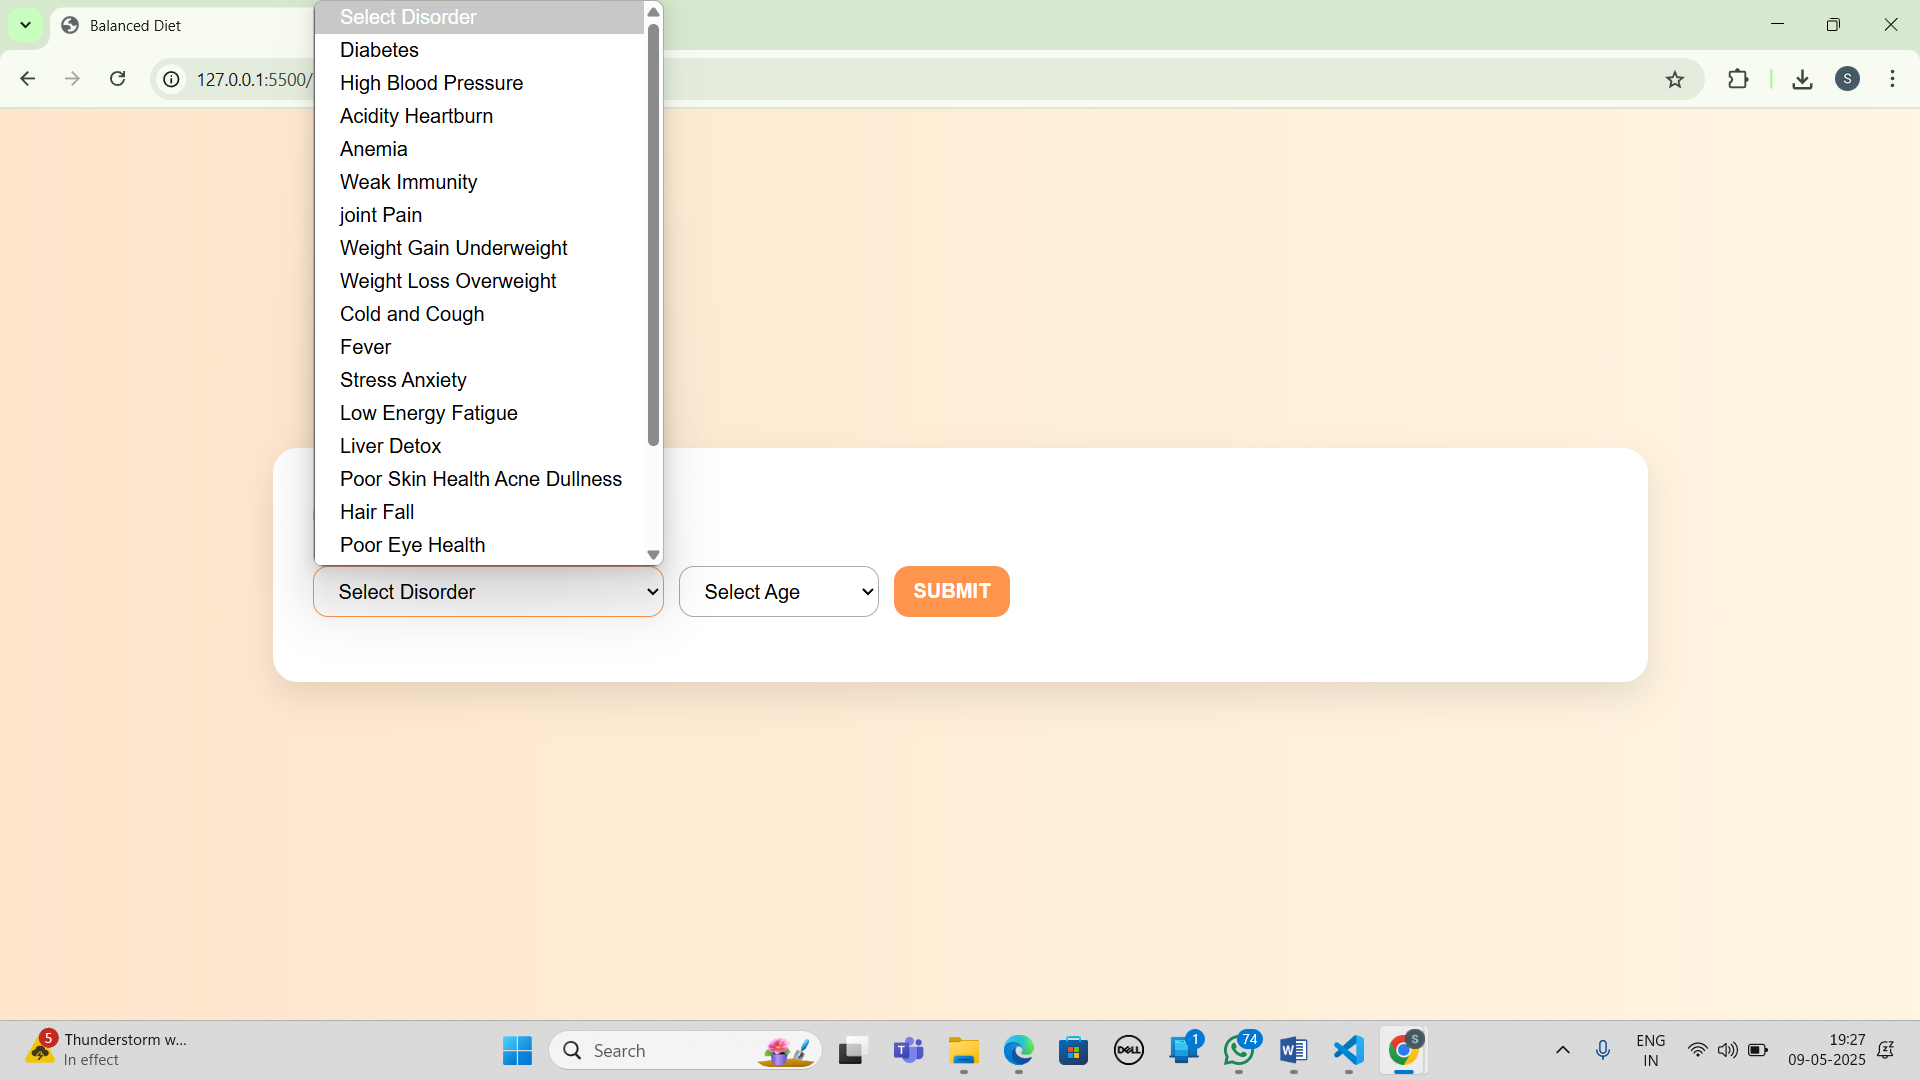 Balanced Diet
127.0.0.1:5500/
S
Select Disorder
Diabetes
High Blood Pressure
Acidity Heartburn
Anemia
Weak Immunity
joint Pain
Weight Gain Underweight
Weight Loss Overweight
Cold and Cough
Fever
Stress Anxiety
Low Energy Fatigue
Liver Detox
Poor Skin Health Acne Dullness
Hair Fall
Poor Eye Health
Select Disorder
Select Age
SUBMIT
5
Thunderstorm w...
In effect
Search
T
DELL
1
74
W
S
ENG
IN
19:27
09-05-2025